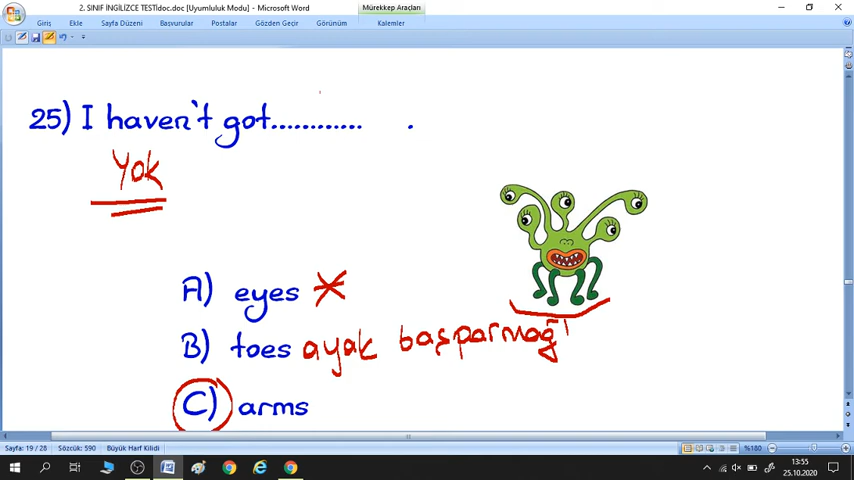 2. SINIF İNGİLİZCE TESTİdoc.doc [Uyumluluk Modu] - Microsoft Word
Mürekkep Araçları
Giriş Ekle Sayfa Düzeni Başvurular Postalar Gözden Geçir Görünüm Kalemler
25) I haven't got............. .
Yok
A) eyes
B) toes ayak başparmağı
C) arms
Sayfa: 19 / 28 Sözcük: 590 Büyük Harf Kilidi %180
13:55
25.10.2020